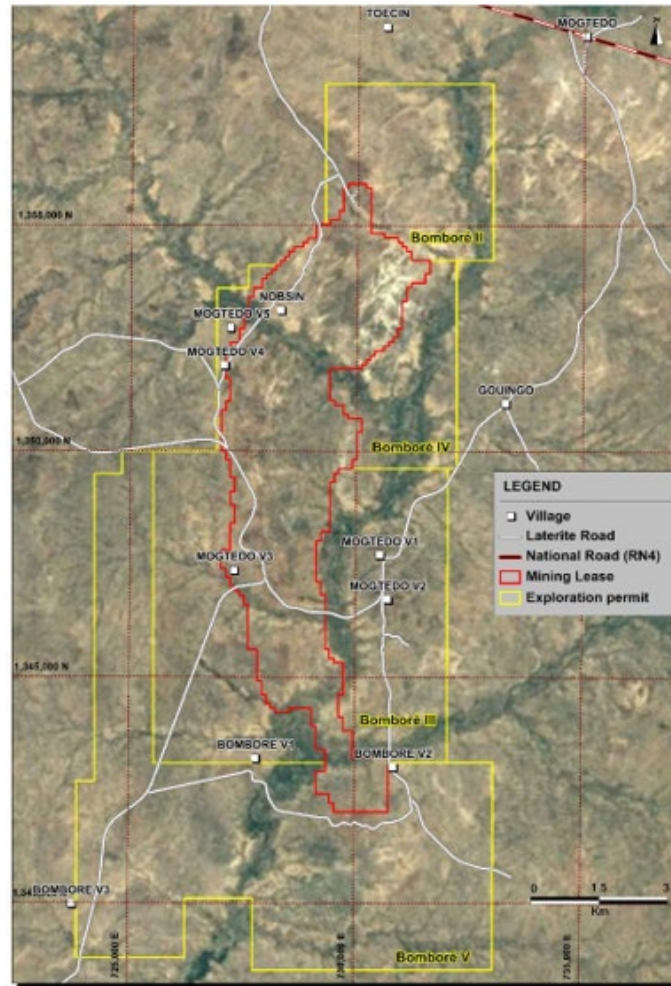 TOECIN
MOGTEDO
1,355,000 N
Bomboré II
NOBSIN
MOGTEDO V5
MOGTEDO V4
GOUINGO
1,350,000 N
Bomboré IV
LEGEND
Village
Laterite Road
National Road (RN4)
Mining Lease
Exploration permit
MOGTEDO V1
MOGTEDO V3
MOGTEDO V2
1,345,000 N
Bomboré III
BOMBORE V1
BOMBORE V2
BOMBORE V3
0 1.5 3
Km
725,000 E
730,000 E
735,000 E
Bomboré V